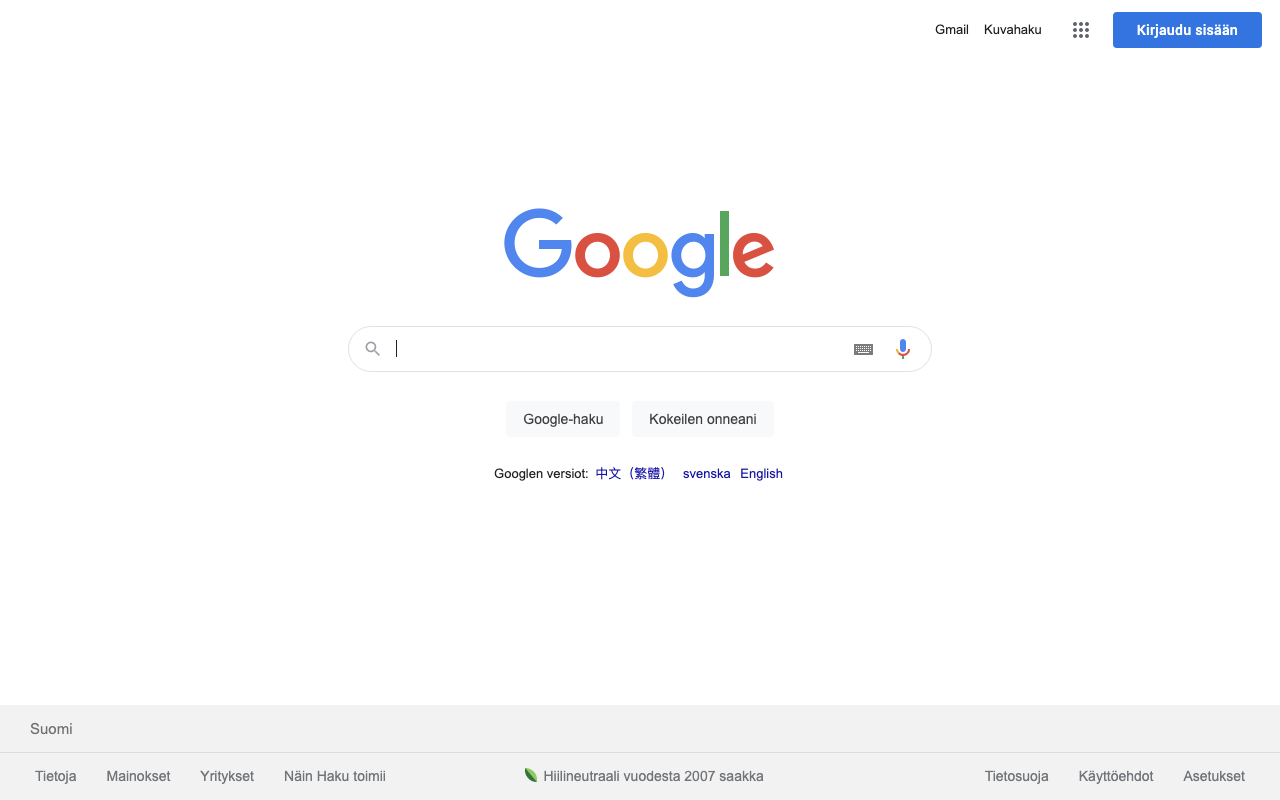 Gmail Kuvahaku Kirjaudu sisään
Google
Google-haku Kokeilen onneani
Googlen versiot: 中文（繁體） svenska English
Suomi
Tietoja Mainokset Yritykset Näin Haku toimii Hiilineutraali vuodesta 2007 saakka Tietosuoja Käyttöehdot Asetukset